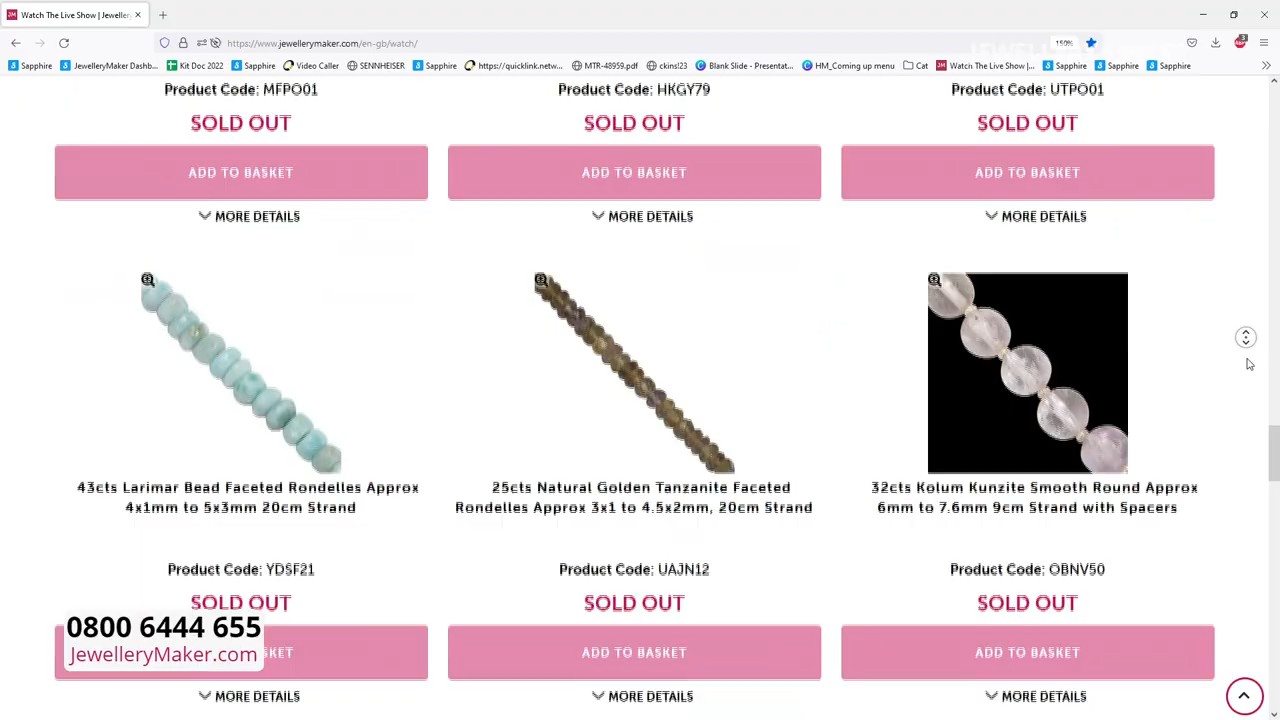 Watch The Live Show | Jewellery
https://www.jewellerymaker.com/en-gb/watch/
150%
Sapphire
JewelleryMaker Dashb...
Kit Doc 2022
Sapphire
Video Caller
SENNHEISER
Sapphire
https://quicklink.netw...
MTR-48959.pdf
ckins!23
Blank Slide - Presentat...
HM_Coming up menu
Cat
Watch The Live Show |...
Sapphire
Sapphire
Sapphire
Product Code: MFPO01
Product Code: HKGY79
Product Code: UTPO01
SOLD OUT
SOLD OUT
SOLD OUT
ADD TO BASKET
ADD TO BASKET
ADD TO BASKET
MORE DETAILS
MORE DETAILS
MORE DETAILS
43cts Larimar Bead Faceted Rondelles Approx
4x1mm to 5x3mm 20cm Strand
25cts Natural Golden Tanzanite Faceted
Rondelles Approx 3x1 to 4.5x2mm, 20cm Strand
32cts Kolum Kunzite Smooth Round Approx
6mm to 7.6mm 9cm Strand with Spacers
Product Code: YDSF21
Product Code: UAJN12
Product Code: OBNV50
SOLD OUT
SOLD OUT
SOLD OUT
0800 6444 655
JewelleryMaker.com
ADD TO BASKET
ADD TO BASKET
MORE DETAILS
MORE DETAILS
MORE DETAILS